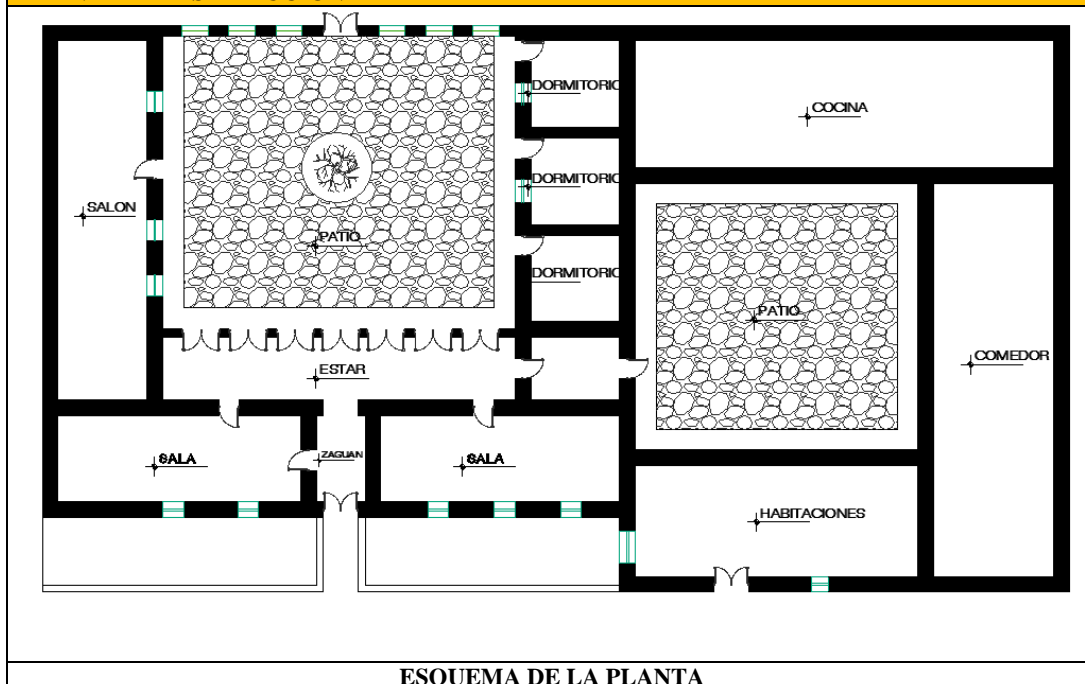 DORMITORIO
COCINA
DORMITORIO
SALON
PATIO
DORMITORIO
PATIO
ESTAR
COMEDOR
SALA
ZAGUAN
SALA
HABITACIONES
ESQUEMA DE LA PLANTA